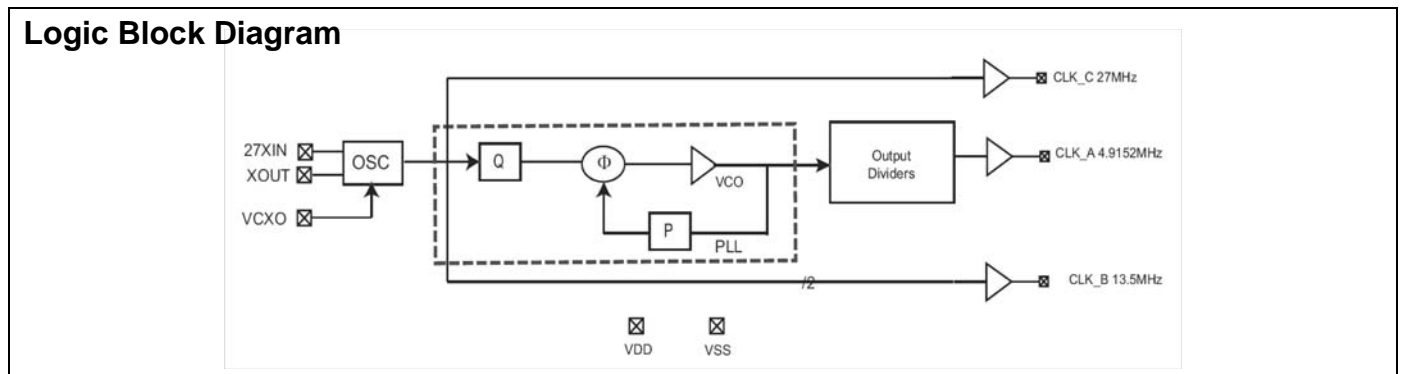 Logic Block Diagram
CLK_C 27MHz
27XIN
XOUT
OSC
Q
Φ
VCO
Output
Dividers
CLK_A 4.9152MHz
VCXO
P
PLL
/2
CLK_B 13.5MHz
VDD
VSS